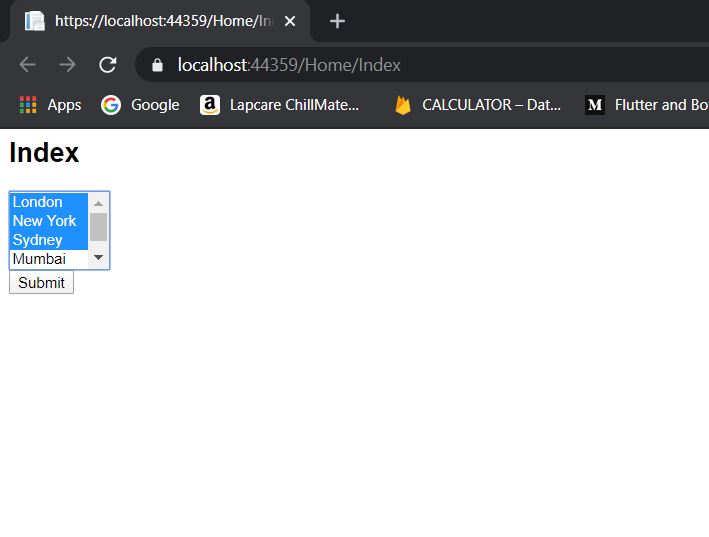 https://localhost:44359/Home/In
localhost:44359/Home/Index
Apps Google Lapcare ChillMate... CALCULATOR – Dat... M Flutter and Bo
Index
London
New York
Sydney
Mumbai
Submit